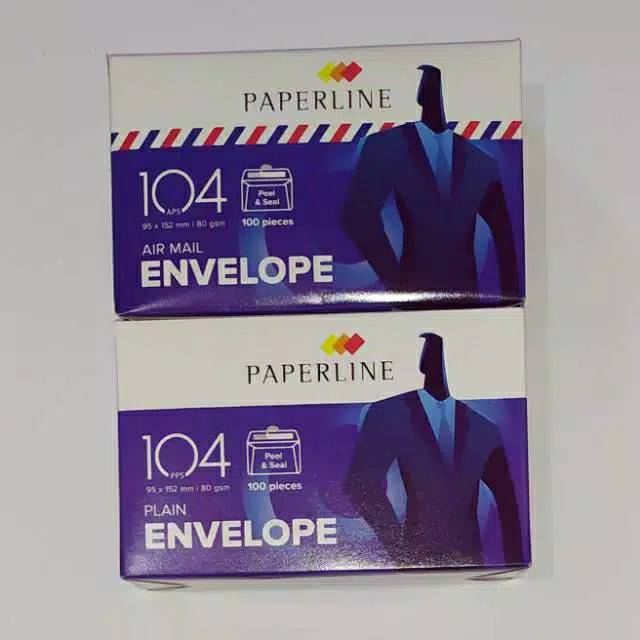 PAPERLINE
104
APS
Peel
& Seal
95 x 152 mm | 80 gsm
100 pieces
AIR MAIL
ENVELOPE
PAPERLINE
104
PPS
Peel
& Seal
95 x 152 mm | 80 gsm
100 pieces
PLAIN
ENVELOPE